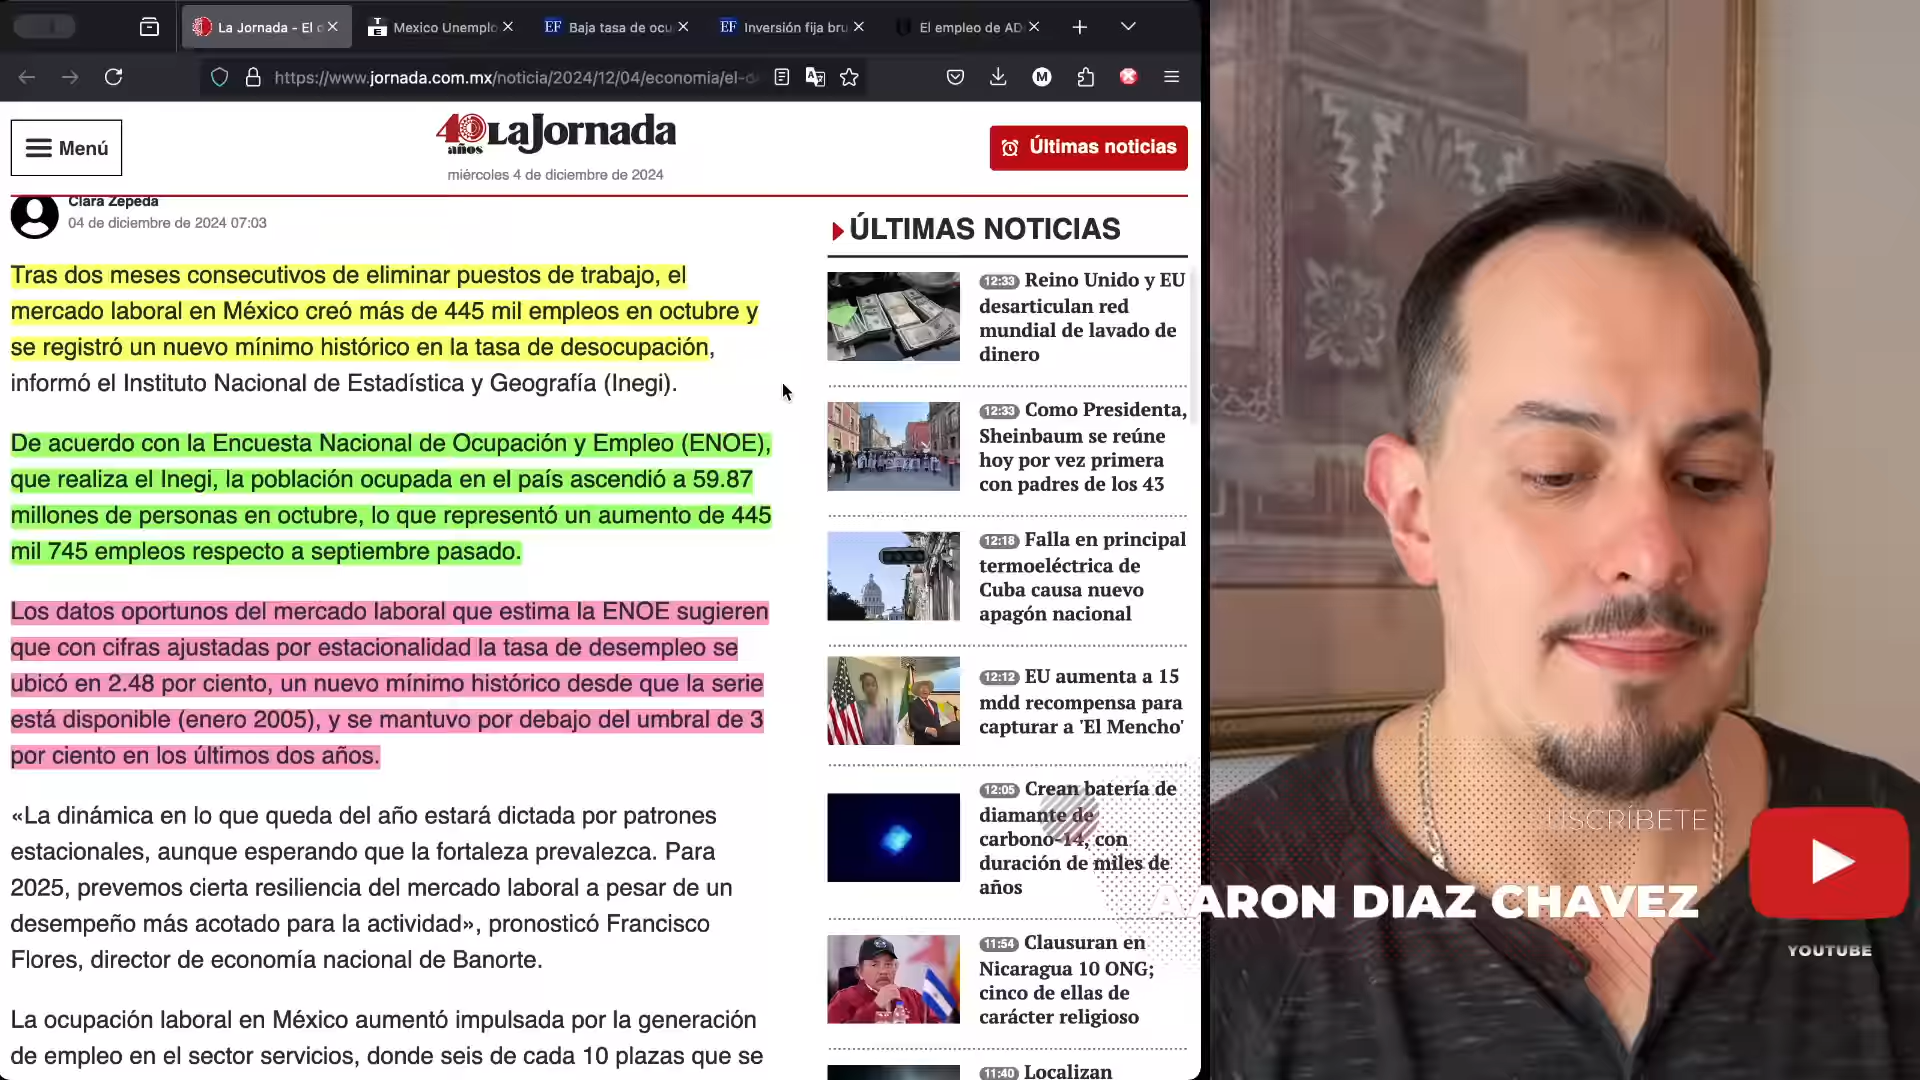 La Jornada - El
Mexico Unemplo
EF Baja tasa de ocu
EF Inversión fija bru
El empleo de AD
https://www.jornada.com.mx/noticia/2024/12/04/economia/el-d
Menú
40 años La Jornada
miércoles 4 de diciembre de 2024
Últimas noticias
Clara Zepeda
04 de diciembre de 2024 07:03
Tras dos meses consecutivos de eliminar puestos de trabajo, el
mercado laboral en México creó más de 445 mil empleos en octubre y
se registró un nuevo mínimo histórico en la tasa de desocupación,
informó el Instituto Nacional de Estadística y Geografía (Inegi).
De acuerdo con la Encuesta Nacional de Ocupación y Empleo (ENOE),
que realiza el Inegi, la población ocupada en el país ascendió a 59.87
millones de personas en octubre, lo que representó un aumento de 445
mil 745 empleos respecto a septiembre pasado.
Los datos oportunos del mercado laboral que estima la ENOE sugieren
que con cifras ajustadas por estacionalidad la tasa de desempleo se
ubicó en 2.48 por ciento, un nuevo mínimo histórico desde que la serie
está disponible (enero 2005), y se mantuvo por debajo del umbral de 3
por ciento en los últimos dos años.
«La dinámica en lo que queda del año estará dictada por patrones
estacionales, aunque esperando que la fortaleza prevalezca. Para
2025, prevemos cierta resiliencia del mercado laboral a pesar de un
desempeño más acotado para la actividad», pronosticó Francisco
Flores, director de economía nacional de Banorte.
La ocupación laboral en México aumentó impulsada por la generación
de empleo en el sector servicios, donde seis de cada 10 plazas que se
ÚLTIMAS NOTICIAS
12:33 Reino Unido y EU
desarticulan red
mundial de lavado de
dinero
12:33 Como Presidenta,
Sheinbaum se reúne
hoy por vez primera
con padres de los 43
12:18 Falla en principal
termoeléctrica de
Cuba causa nuevo
apagón nacional
12:12 EU aumenta a 15
mdd recompensa para
capturar a 'El Mencho'
12:05 Crean batería de
diamante de
carbono-14, con
duración de miles de
años
11:54 Clausuran en
Nicaragua 10 ONG;
cinco de ellas de
carácter religioso
11:40 Localizan
USCRÍBETE
AARON DIAZ CHAVEZ
YOUTUBE